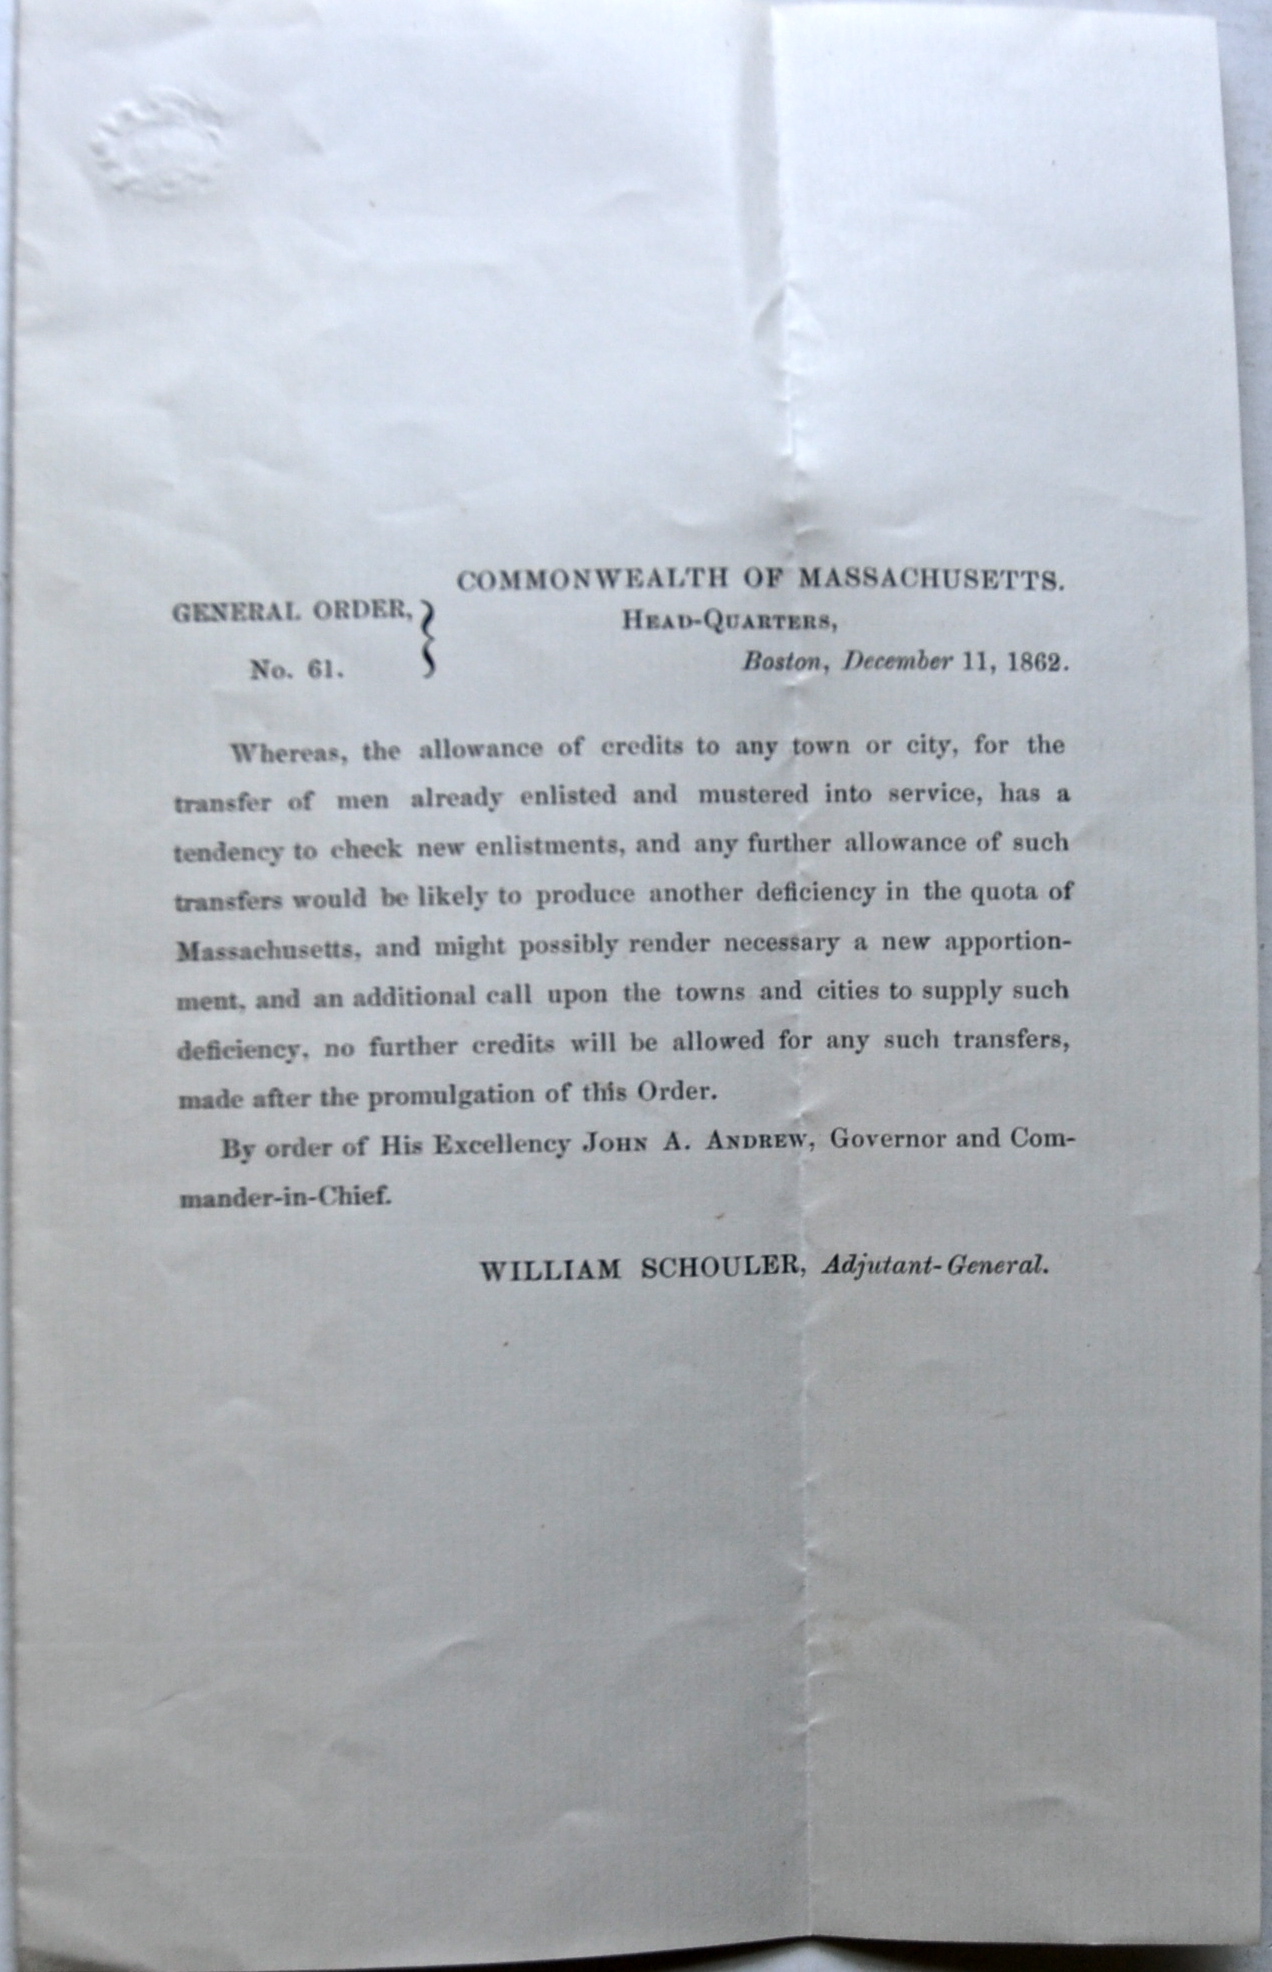 COMMONWEALTH OF MASSACHUSETTS.
GENERAL ORDER, }
No. 61.
Head-Quarters,
Boston, December 11, 1862.
Whereas, the allowance of credits to any town or city, for the
transfer of men already enlisted and mustered into service, has a
tendency to check new enlistments, and any further allowance of such
transfers would be likely to produce another deficiency in the quota of
Massachusetts, and might possibly render necessary a new apportion-
ment, and an additional call upon the towns and cities to supply such
deficiency, no further credits will be allowed for any such transfers,
made after the promulgation of this Order.
By order of His Excellency John A. Andrew, Governor and Com-
mander-in-Chief.
WILLIAM SCHOULER, Adjutant-General.